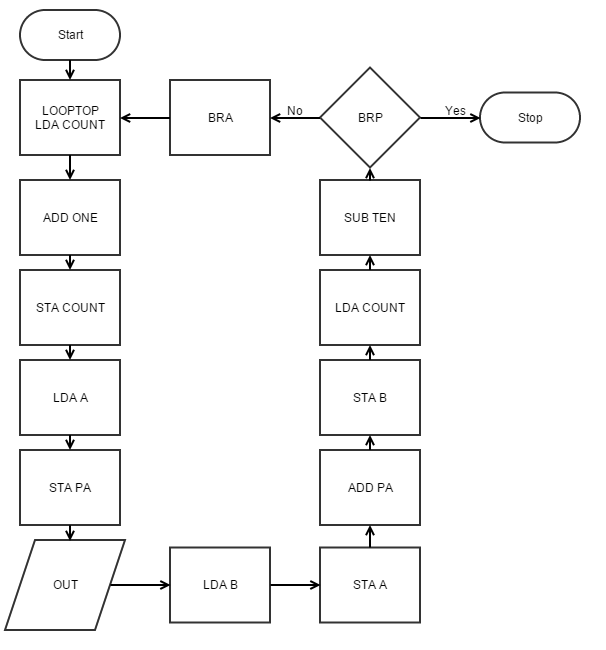 Start
LOOPTOP
LDA COUNT
ADD ONE
STA COUNT
LDA A
STA PA
OUT
LDA B
STA A
ADD PA
STA B
LDA COUNT
SUB TEN
BRP
No
Yes
BRA
Stop